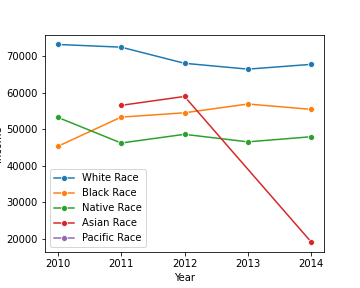 70000
60000
50000
40000
30000
20000
White Race
Black Race
Native Race
Asian Race
Pacific Race
2010 2011 2012 2013 2014
Year